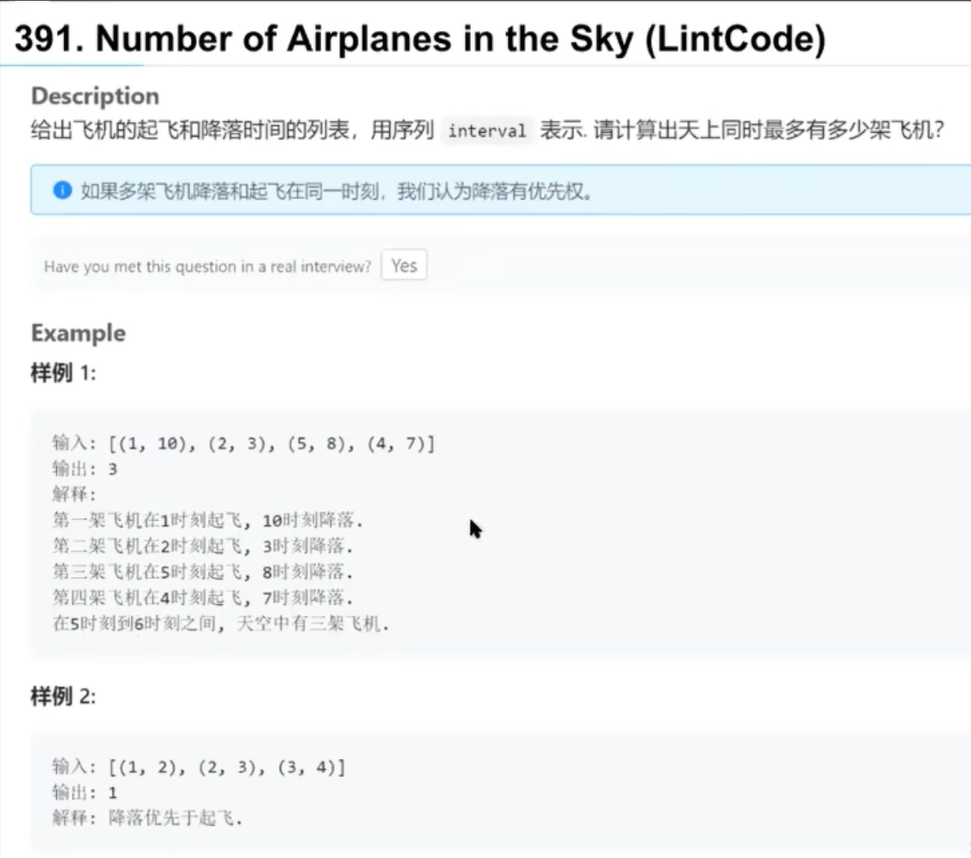 391. Number of Airplanes in the Sky (LintCode)
Description
给出飞机的起飞和降落时间的列表，用序列 interval 表示. 请计算出天上同时最多有多少架飞机？
如果多架飞机降落和起飞在同一时刻，我们认为降落有优先权。
Have you met this question in a real interview? Yes
Example
样例 1:
输入: [(1, 10), (2, 3), (5, 8), (4, 7)]
输出: 3
解释:
第一架飞机在1时刻起飞, 10时刻降落.
第二架飞机在2时刻起飞, 3时刻降落.
第三架飞机在5时刻起飞, 8时刻降落.
第四架飞机在4时刻起飞, 7时刻降落.
在5时刻到6时刻之间, 天空中有三架飞机.
样例 2:
输入: [(1, 2), (2, 3), (3, 4)]
输出: 1
解释: 降落优先于起飞.